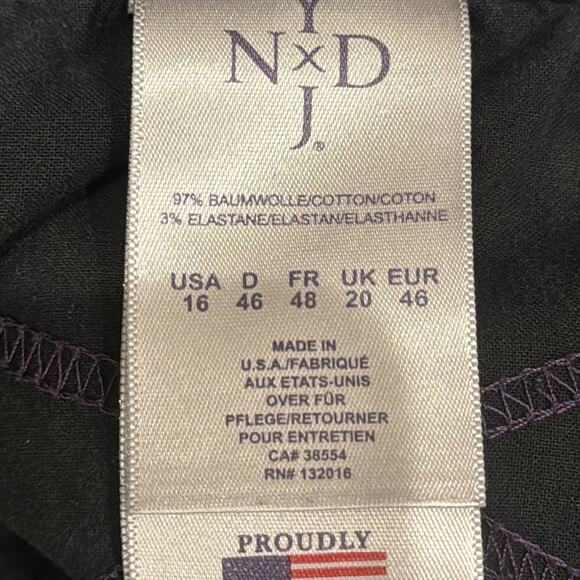 Y
N x D
J®
97% BAUMWOLLE/COTTON/COTON
3% ELASTANE/ELASTAN/ELASTHANNE
USA D FR UK EUR
16 46 48 20 46
MADE IN
U.S.A./FABRIQUÉ
AUX ETATS-UNIS
OVER FÜR
PFLEGE/RETOURNER
POUR ENTRETIEN
CA# 38554
RN# 132016
PROUDLY